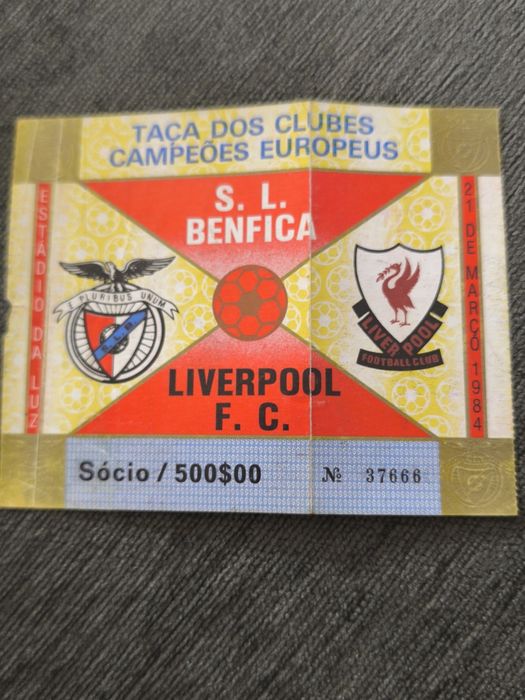 TAÇA DOS CLUBES
CAMPEÕES EUROPEUS
S. L.
BENFICA
ESTÁDIO DA LUZ
21 DE MARÇO 1984
E PLURIBUS UNUM
LIVERPOOL
FOOTBALL CLUB
LIVERPOOL
F. C.
Sócio / 500$00
Nº 37666